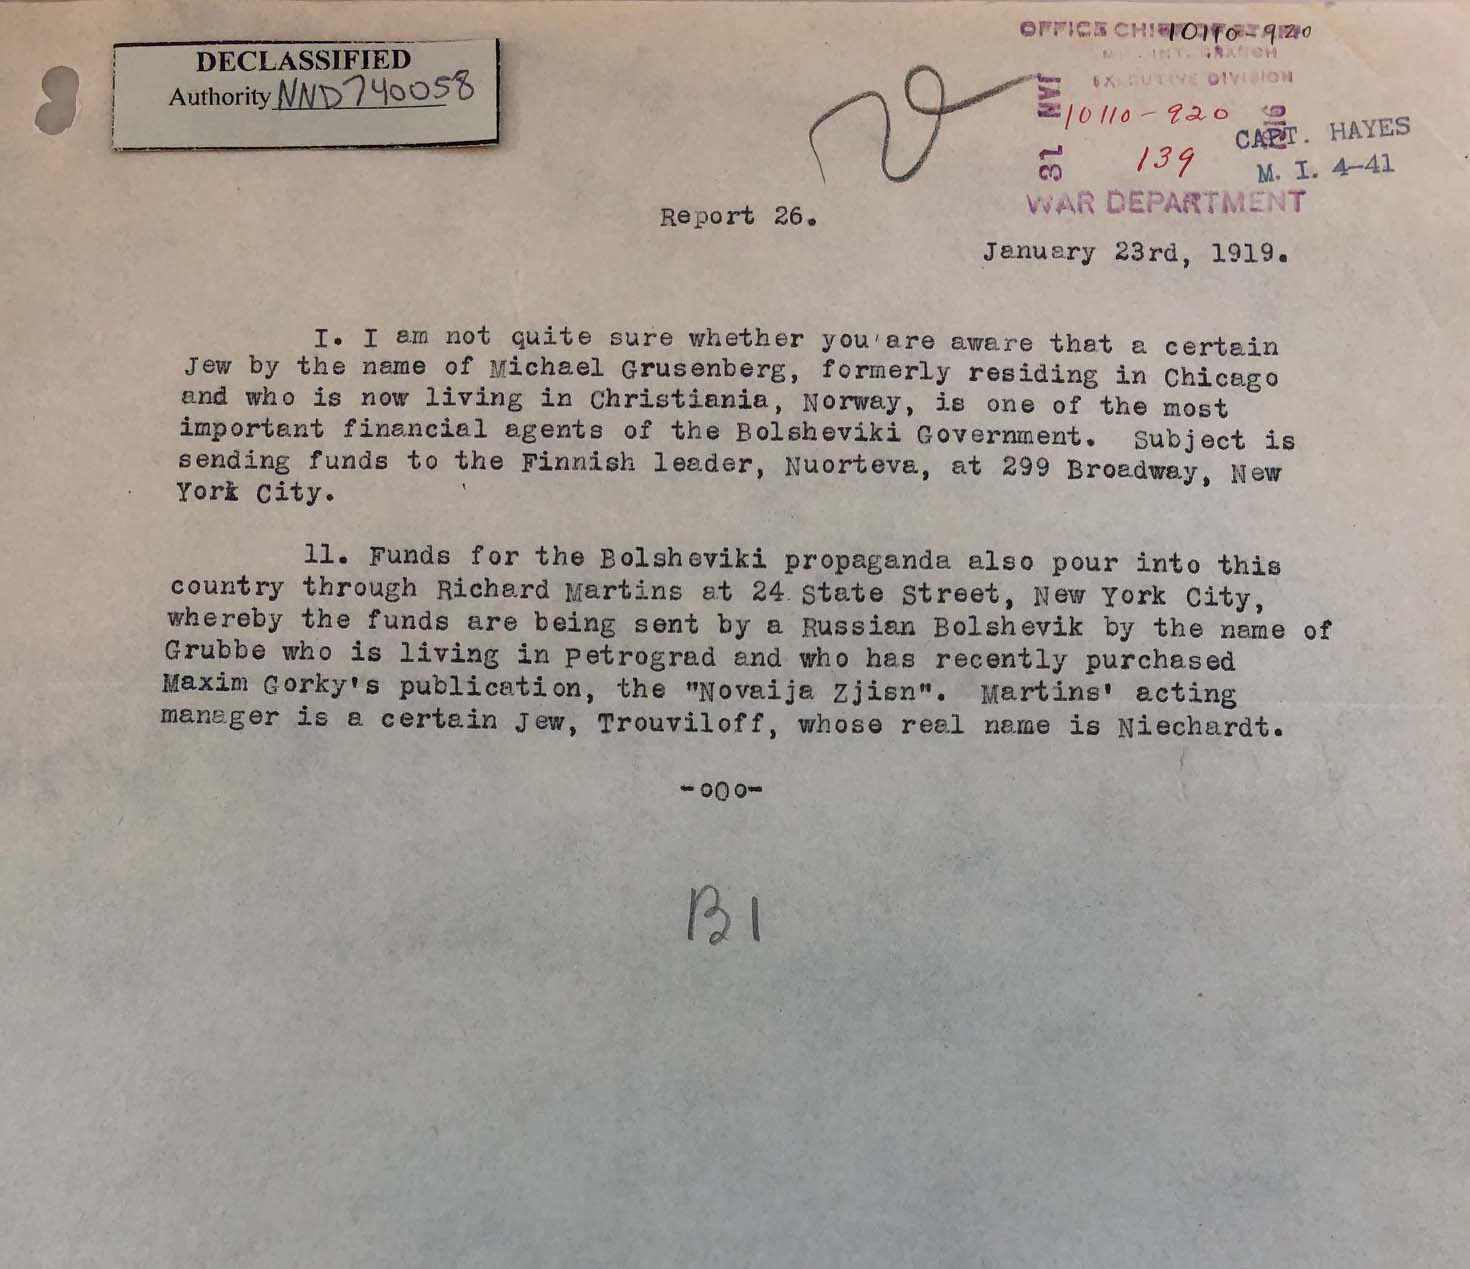 DECLASSIFIED
Authority NND740058
OFFICE CHIEF OF STAFF
10110-920
BRANCH
EXECUTIVE DIVISION
JAN
31
10110-920
139
1919
CAPT. HAYES
M. I. 4-41
WAR DEPARTMENT
Report 26.
January 23rd, 1919.
I. I am not quite sure whether you'are aware that a certain
Jew by the name of Michael Grusenberg, formerly residing in Chicago
and who is now living in Christiania, Norway, is one of the most
important financial agents of the Bolsheviki Government. Subject is
sending funds to the Finnish leader, Nuorteva, at 299 Broadway, New
York City.
11. Funds for the Bolsheviki propaganda also pour into this
country through Richard Martins at 24 State Street, New York City,
whereby the funds are being sent by a Russian Bolshevik by the name of
Grubbe who is living in Petrograd and who has recently purchased
Maxim Gorky's publication, the "Novaija Zjisn". Martins' acting
manager is a certain Jew, Trouviloff, whose real name is Niechardt.
-oOo-
B1